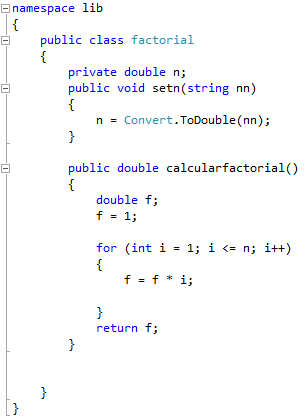 namespace lib
{
public class factorial
{
private double n;
public void setn(string nn)
{
n = Convert.ToDouble(nn);
}
public double calcularfactorial()
{
double f;
f = 1;
for (int i = 1; i <= n; i++)
{
f = f * i;
}
return f;
}
}
}